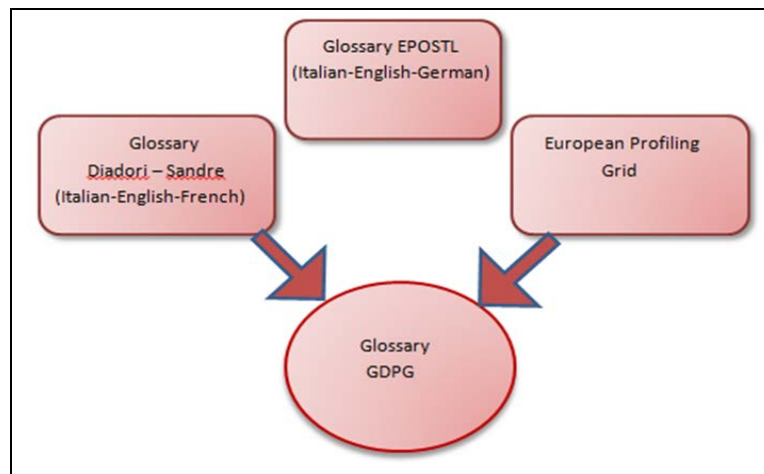 Glossary EPOSTL
(Italian-English-German)
Glossary
Diadori – Sandre
(Italian-English-French)
European Profiling
Grid
Glossary
GDPG